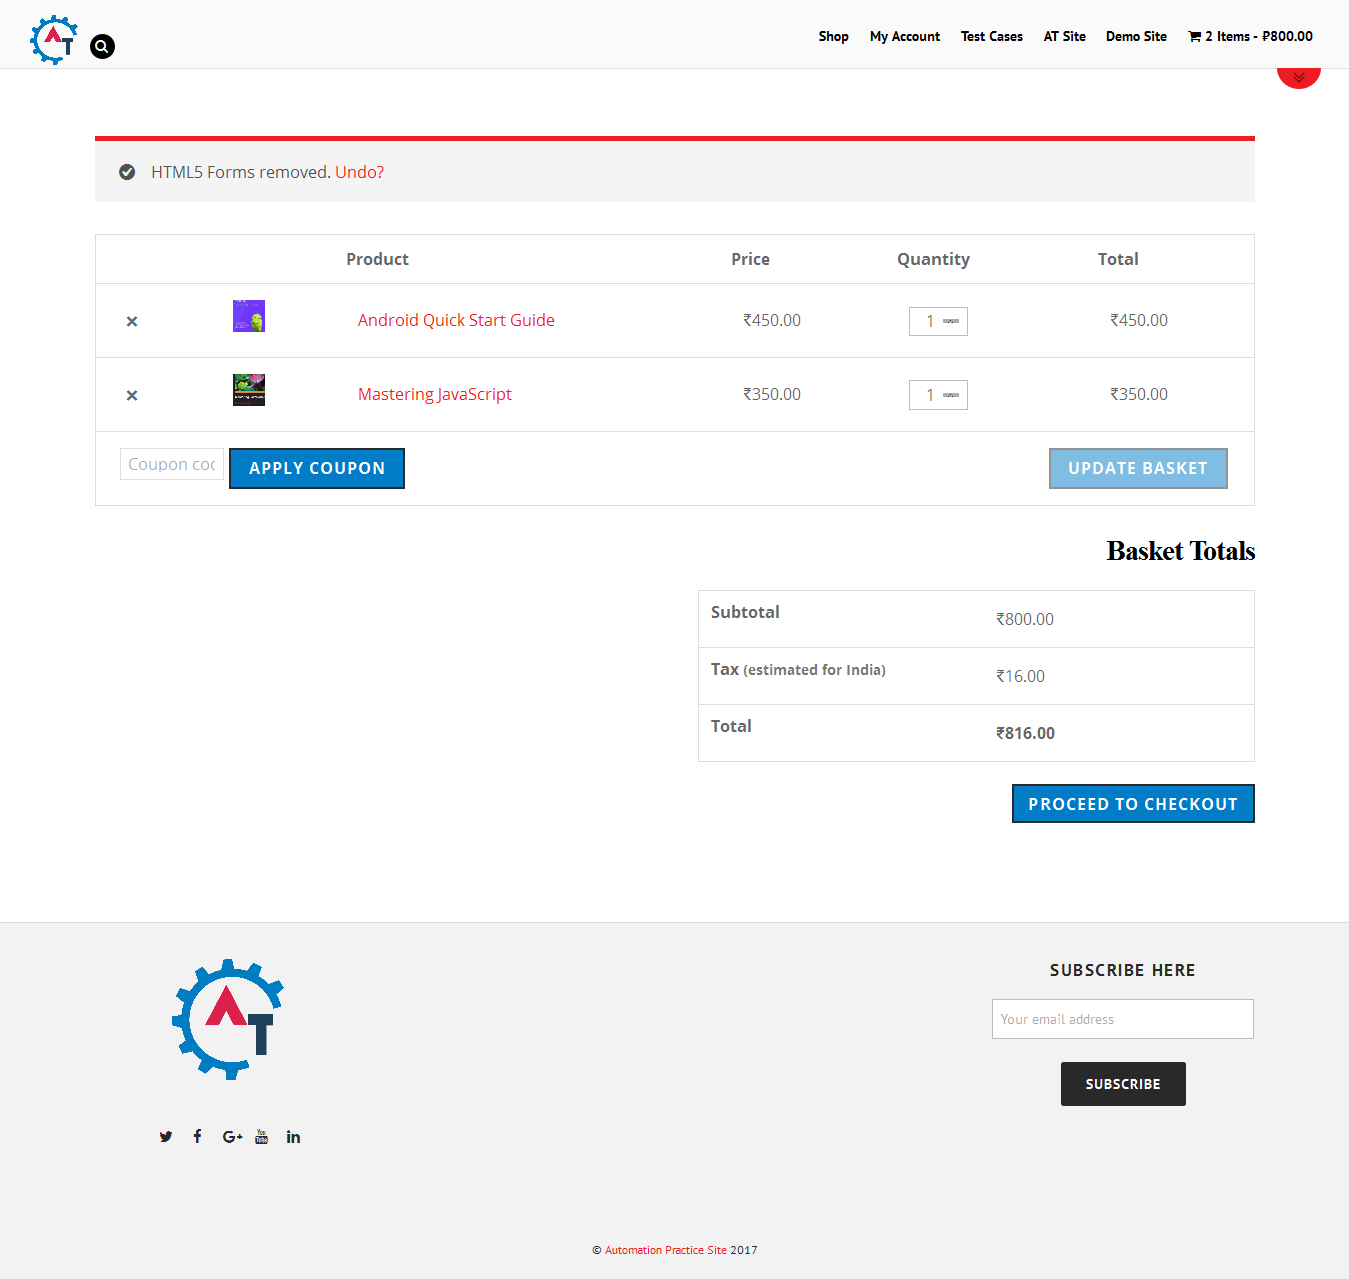 AT
Shop My Account Test Cases AT Site Demo Site 2 Items - ₹800.00
HTML5 Forms removed. Undo?
Product Price Quantity Total
× Android Quick Start Guide ₹450.00 1 ₹450.00
× Mastering JavaScript ₹350.00 1 ₹350.00
Coupon coc APPLY COUPON UPDATE BASKET
Basket Totals
Subtotal ₹800.00
Tax (estimated for India) ₹16.00
Total ₹816.00
PROCEED TO CHECKOUT
AT
SUBSCRIBE HERE
Your email address
SUBSCRIBE
© Automation Practice Site 2017